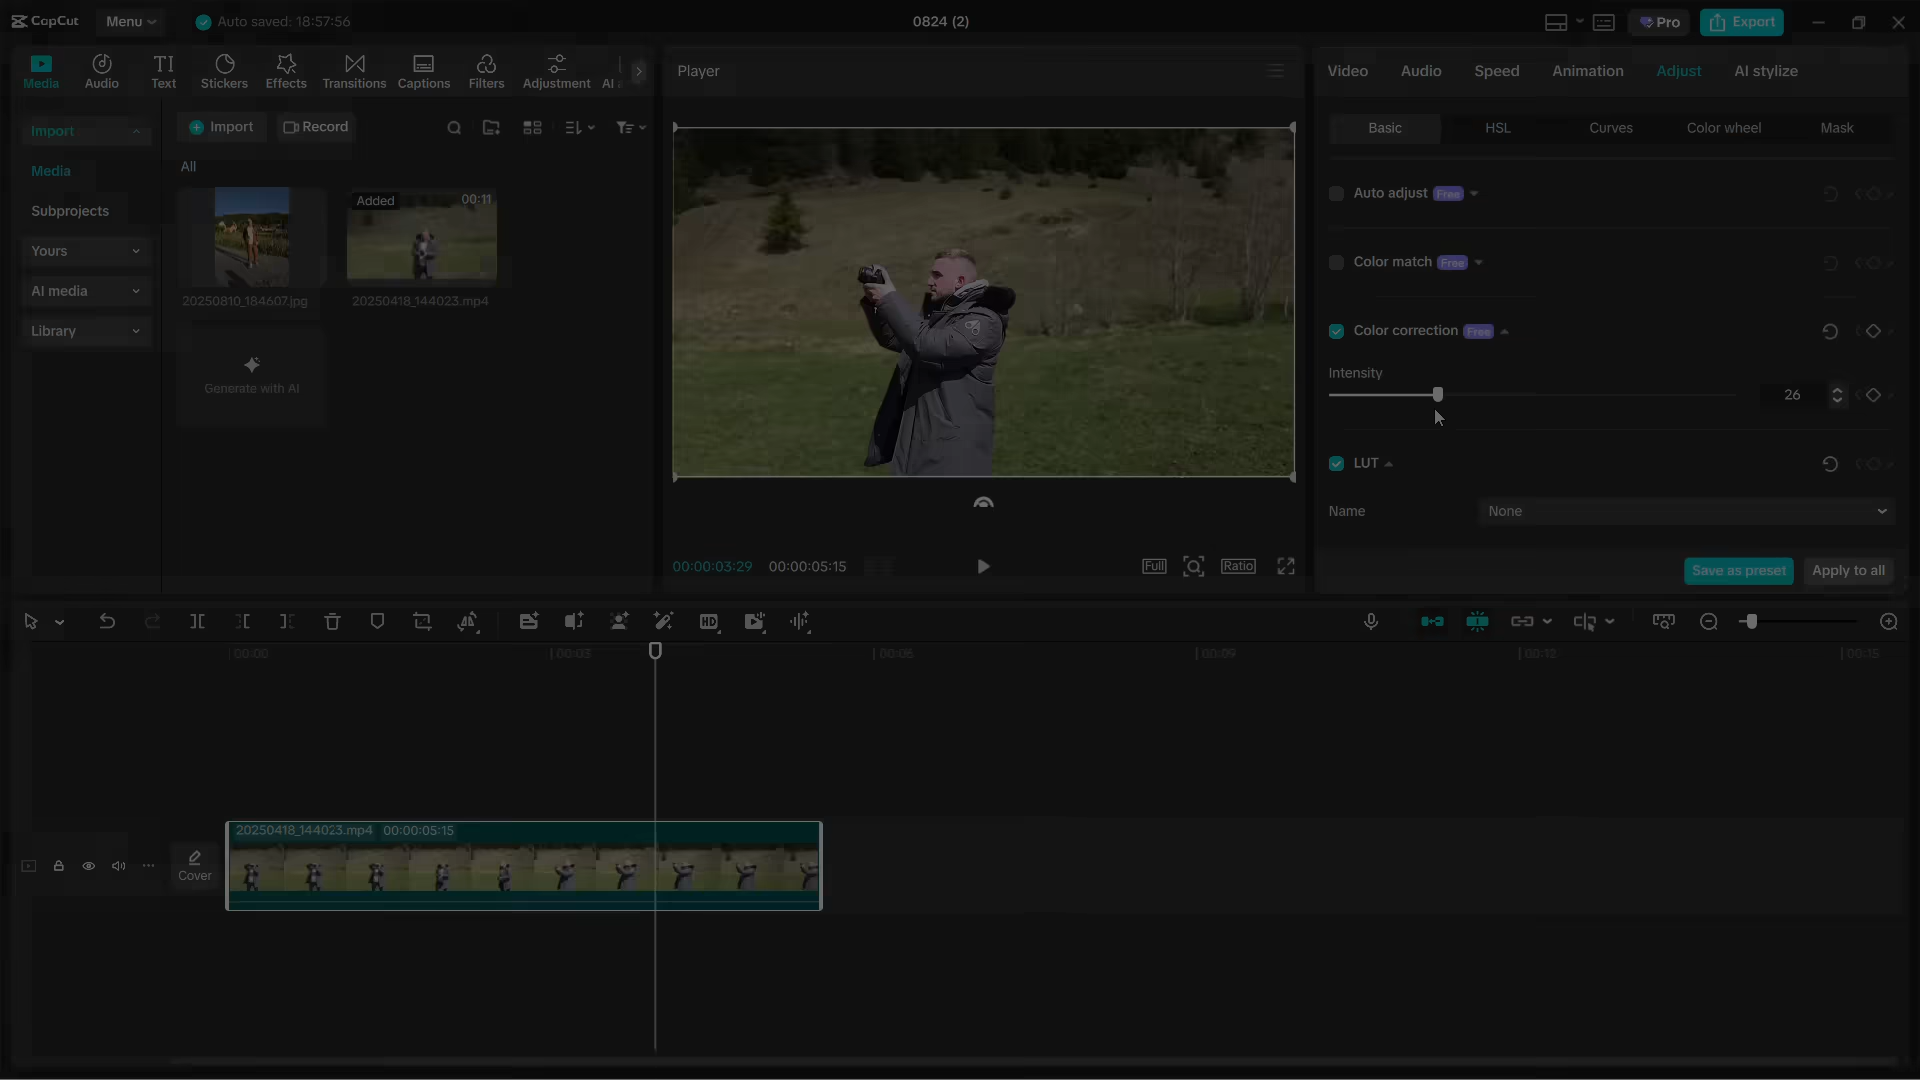 CapCut
Menu
Auto saved: 18:57:56
0824 (2)
Pro
Export
Media
Audio
Text
Stickers
Effects
Transitions
Captions
Filters
Adjustment
AI
Player
Video
Audio
Speed
Animation
Adjust
AI stylize
Import
Media
Subprojects
Yours
AI media
Library
Import
Record
All
Added
00:11
20250810_184607.jpg
20250418_144023.mp4
Generate with AI
00:00:03:29
00:00:05:15
Full
Ratio
Basic
HSL
Curves
Color wheel
Mask
Auto adjust
Free
Color match
Free
Color correction
Free
Intensity
26
LUT
Name
None
Save as preset
Apply to all
HD
00:00
00:03
00:06
00:09
00:12
00:15
20250418_144023.mp4
00:00:05:15
Cover